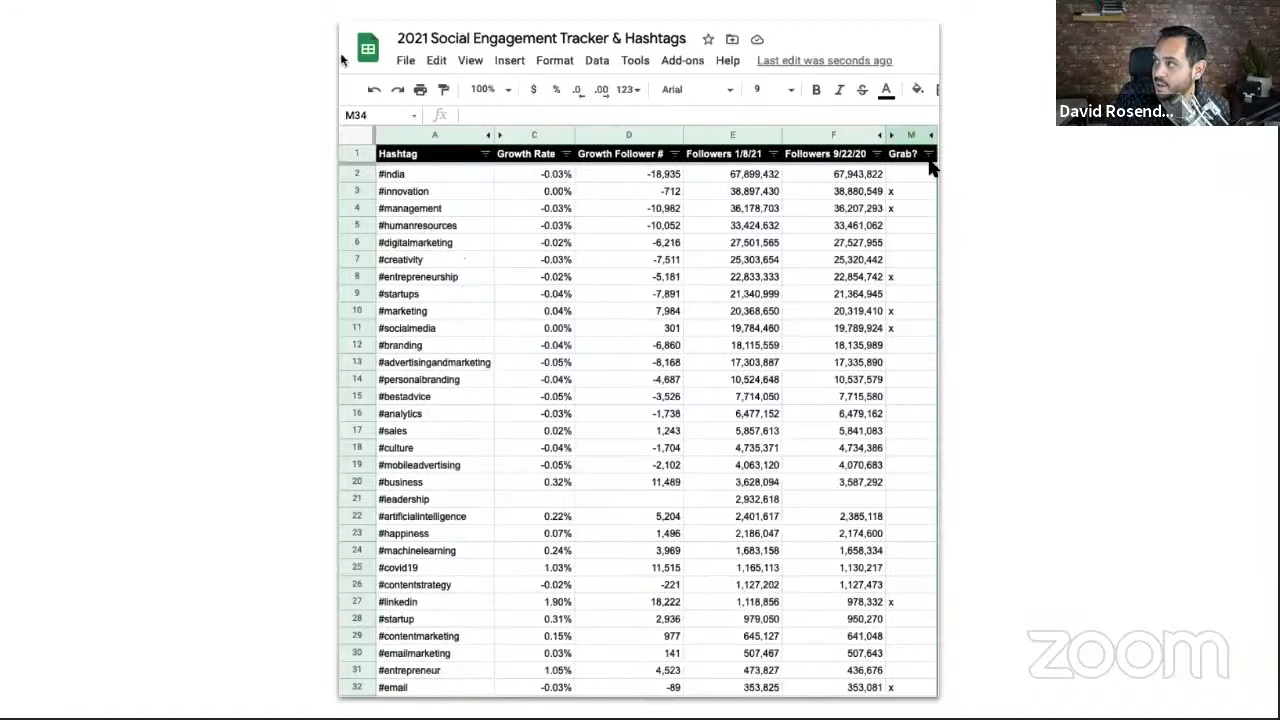 2021 Social Engagement Tracker & Hashtags
File Edit View Insert Format Data Tools Add-ons Help Last edit was seconds ago
100% $ % .0 .00 123 Arial 9 B I S A
M34 fx
A C D E F M
1 Hashtag Growth Rate Growth Follower # Followers 1/8/21 Followers 9/22/20 Grab?
2 #india -0.03% -18,935 67,899,432 67,943,822
3 #innovation 0.00% -712 38,897,430 38,880,549 x
4 #management -0.03% -10,982 36,178,703 36,207,293 x
5 #humanresources -0.03% -10,052 33,424,632 33,461,062
6 #digitalmarketing -0.02% -6,216 27,501,565 27,527,955
7 #creativity -0.03% -7,511 25,303,654 25,320,442
8 #entrepreneurship -0.02% -5,181 22,833,333 22,854,742 x
9 #startups -0.04% -7,891 21,340,999 21,364,945
10 #marketing 0.04% 7,984 20,368,650 20,319,410 x
11 #socialmedia 0.00% 301 19,784,460 19,789,924 x
12 #branding -0.04% -6,860 18,115,559 18,135,989
13 #advertisingandmarketing -0.05% -8,168 17,303,887 17,335,890
14 #personalbranding -0.04% -4,687 10,524,648 10,537,579
15 #bestadvice -0.05% -3,526 7,714,050 7,715,580
16 #analytics -0.03% -1,738 6,477,152 6,479,162
17 #sales 0.02% 1,243 5,857,613 5,841,083
18 #culture -0.04% -1,704 4,735,371 4,734,386
19 #mobileadvertising -0.05% -2,102 4,063,120 4,070,683
20 #business 0.32% 11,489 3,628,094 3,587,292
21 #leadership 2,932,618
22 #artificialintelligence 0.22% 5,204 2,401,617 2,385,118
23 #happiness 0.07% 1,496 2,186,047 2,174,600
24 #machinelearning 0.24% 3,969 1,683,158 1,658,334
25 #covid19 1.03% 11,515 1,165,113 1,130,217
26 #contentstrategy -0.02% -221 1,127,202 1,127,473
27 #linkedin 1.90% 18,222 1,118,856 978,332 x
28 #startup 0.31% 2,936 979,050 950,270
29 #contentmarketing 0.15% 977 645,127 641,048
30 #emailmarketing 0.03% 141 507,467 507,643
31 #entrepreneur 1.05% 4,523 473,827 436,676
32 #email -0.03% -89 353,825 353,081 x
David Rosend...
zoom